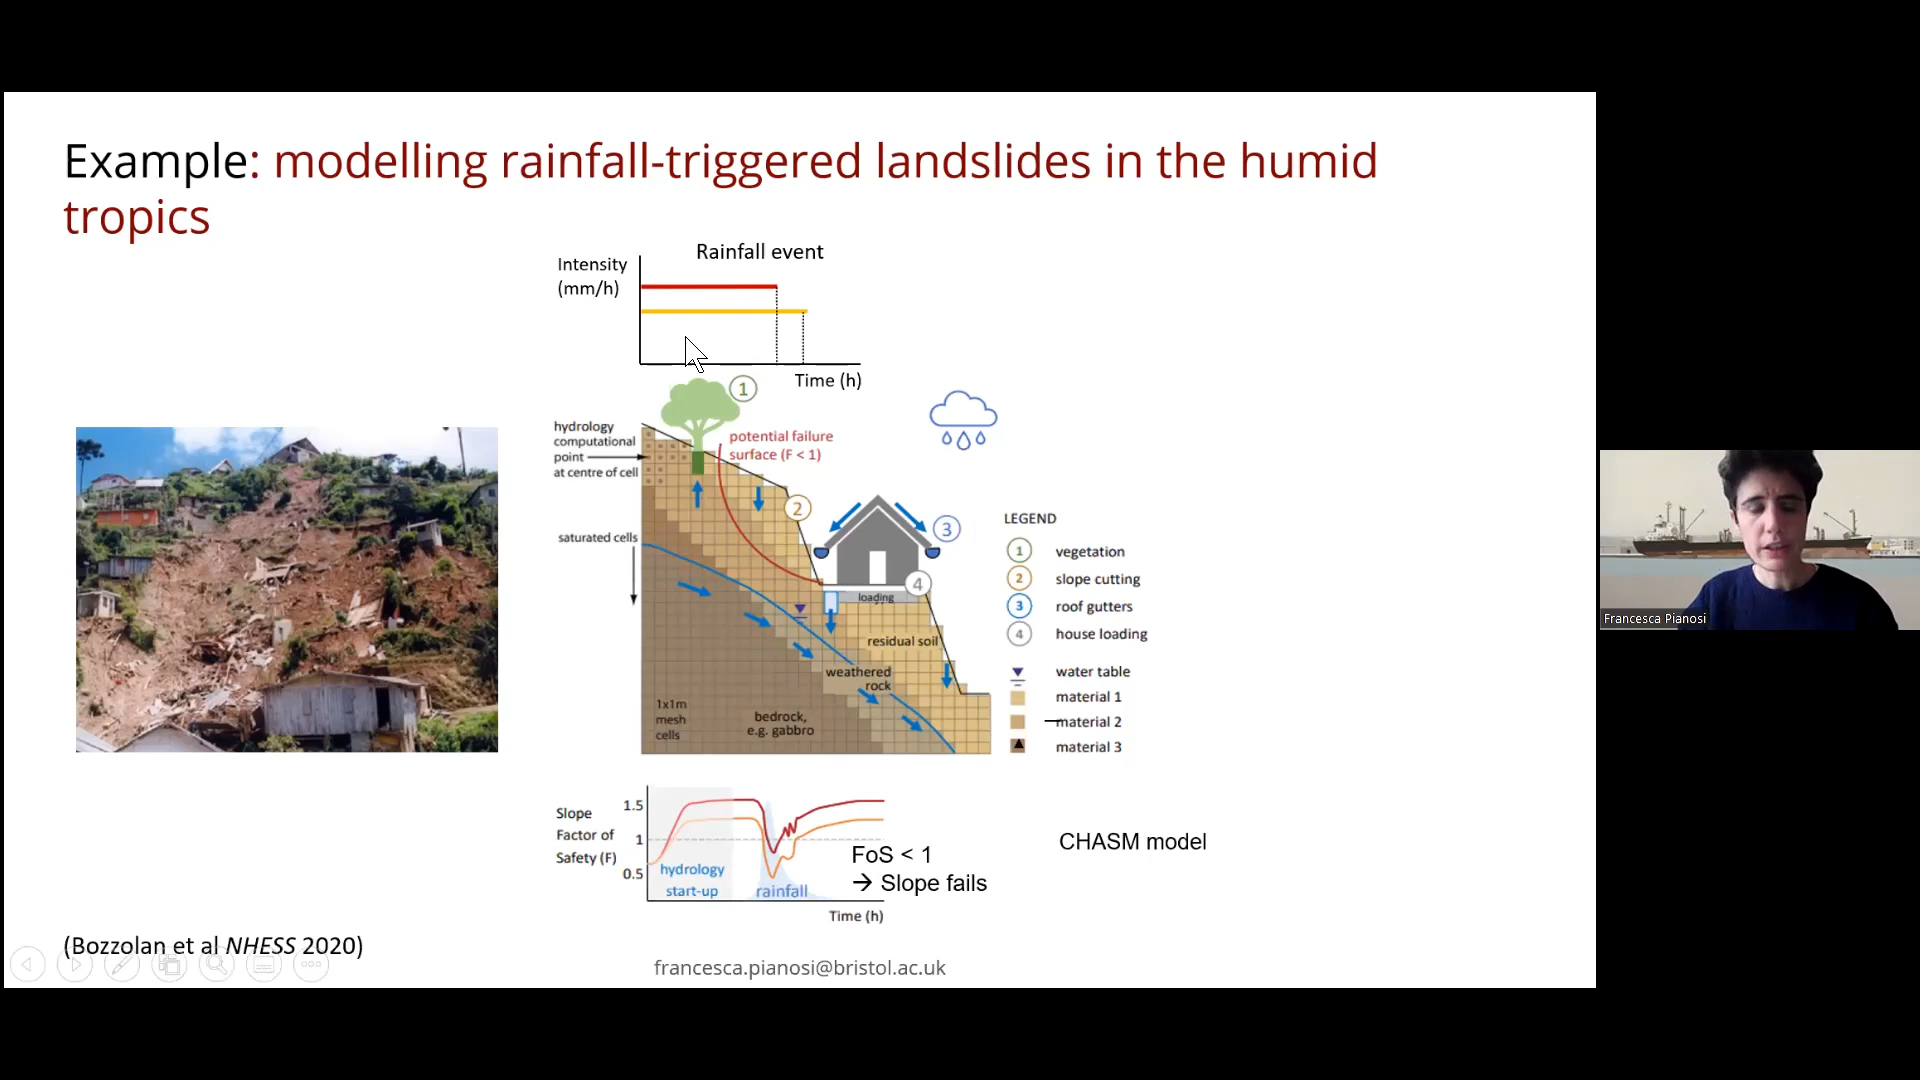 Example: modelling rainfall-triggered landslides in the humid
tropics
Rainfall event
Intensity
(mm/h)
Time (h)
1
hydrology
computational
point
at centre of cell
potential failure
surface (F < 1)
2
3
saturated cells
4
loading
residual soil
weathered
rock
1x1m
mesh
cells
bedrock,
e.g. gabbro
LEGEND
1 vegetation
2 slope cutting
3 roof gutters
4 house loading
water table
material 1
material 2
material 3
Slope
Factor of
Safety (F)
1.5
1
0.5
hydrology
start-up
rainfall
Time (h)
FoS < 1
→ Slope fails
CHASM model
(Bozzolan et al NHESS 2020)
francesca.pianosi@bristol.ac.uk
Francesca Pianosi